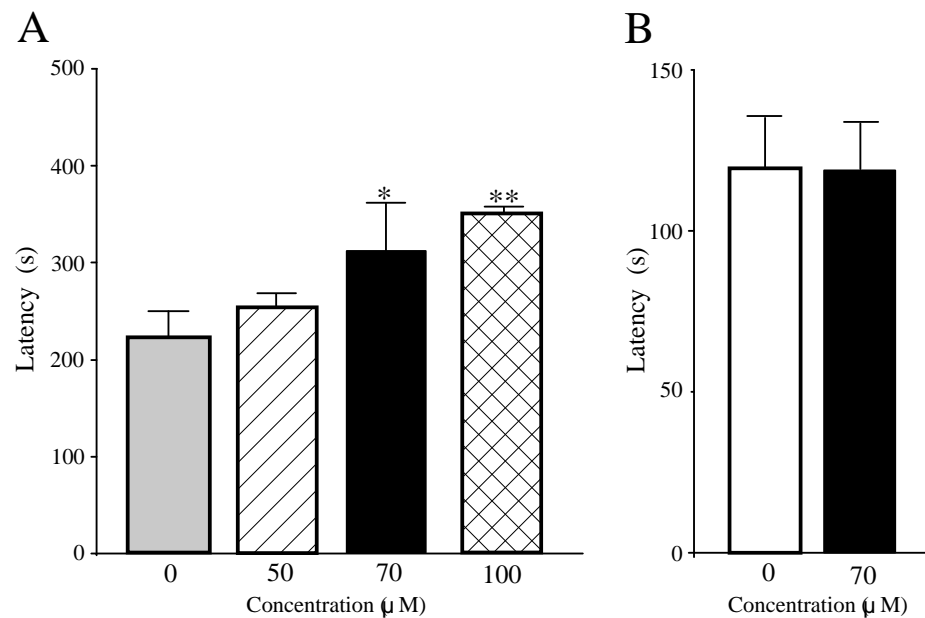 A
500
400
300
200
100
0
Latency (s)
*
**
0 50 70 100
Concentration (μ M)
B
150
100
50
0
Latency (s)
0 70
Concentration (μ M)